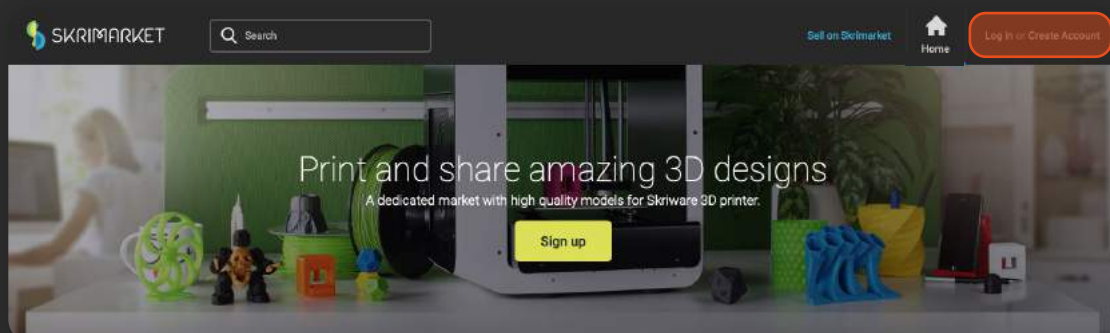 SKRIMARKET
Search
Sell on Skrimarket
Home
Log in or Create Account
Print and share amazing 3D designs
A dedicated market with high quality models for Skriware 3D printer.
Sign up